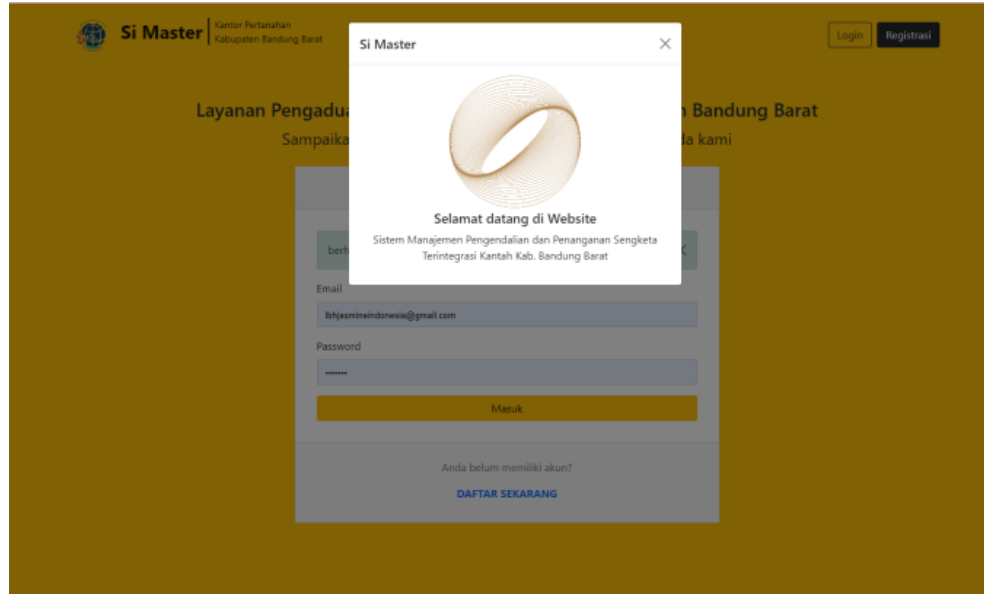 Si Master
Kantor Pertanahan
Kabupaten Bandung Barat
Si Master
Login
Registrasi
Layanan Pengadua
Bandung Barat
Sampaika
da kami
Selamat datang di Website
Sistem Manajemen Pengendalian dan Penanganan Sengketa
Terintegrasi Kantah Kab. Bandung Barat
berh
Email
lbhjasmineindonesia@gmail.com
Password
Masuk
Anda belum memiliki akun?
DAFTAR SEKARANG